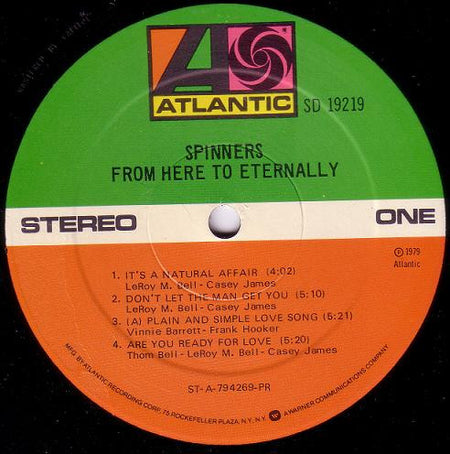 ATLANTIC
SD 19219
SPINNERS
FROM HERE TO ETERNALLY
STEREO
ONE
℗ 1979
Atlantic
1. IT'S A NATURAL AFFAIR (4:02)
LeRoy M. Bell-Casey James
2. DON'T LET THE MAN GET YOU (5:10)
LeRoy M. Bell-Casey James
3. (A) PLAIN AND SIMPLE LOVE SONG (5:21)
Vinnie Barrett-Frank Hooker
4. ARE YOU READY FOR LOVE (5:20)
Thom Bell-LeRoy M. Bell-Casey James
ST-A-794269-PR
MFG. BY ATLANTIC RECORDING CORP., 75 ROCKEFELLER PLAZA, N.Y., N.Y. A WARNER COMMUNICATIONS COMPANY